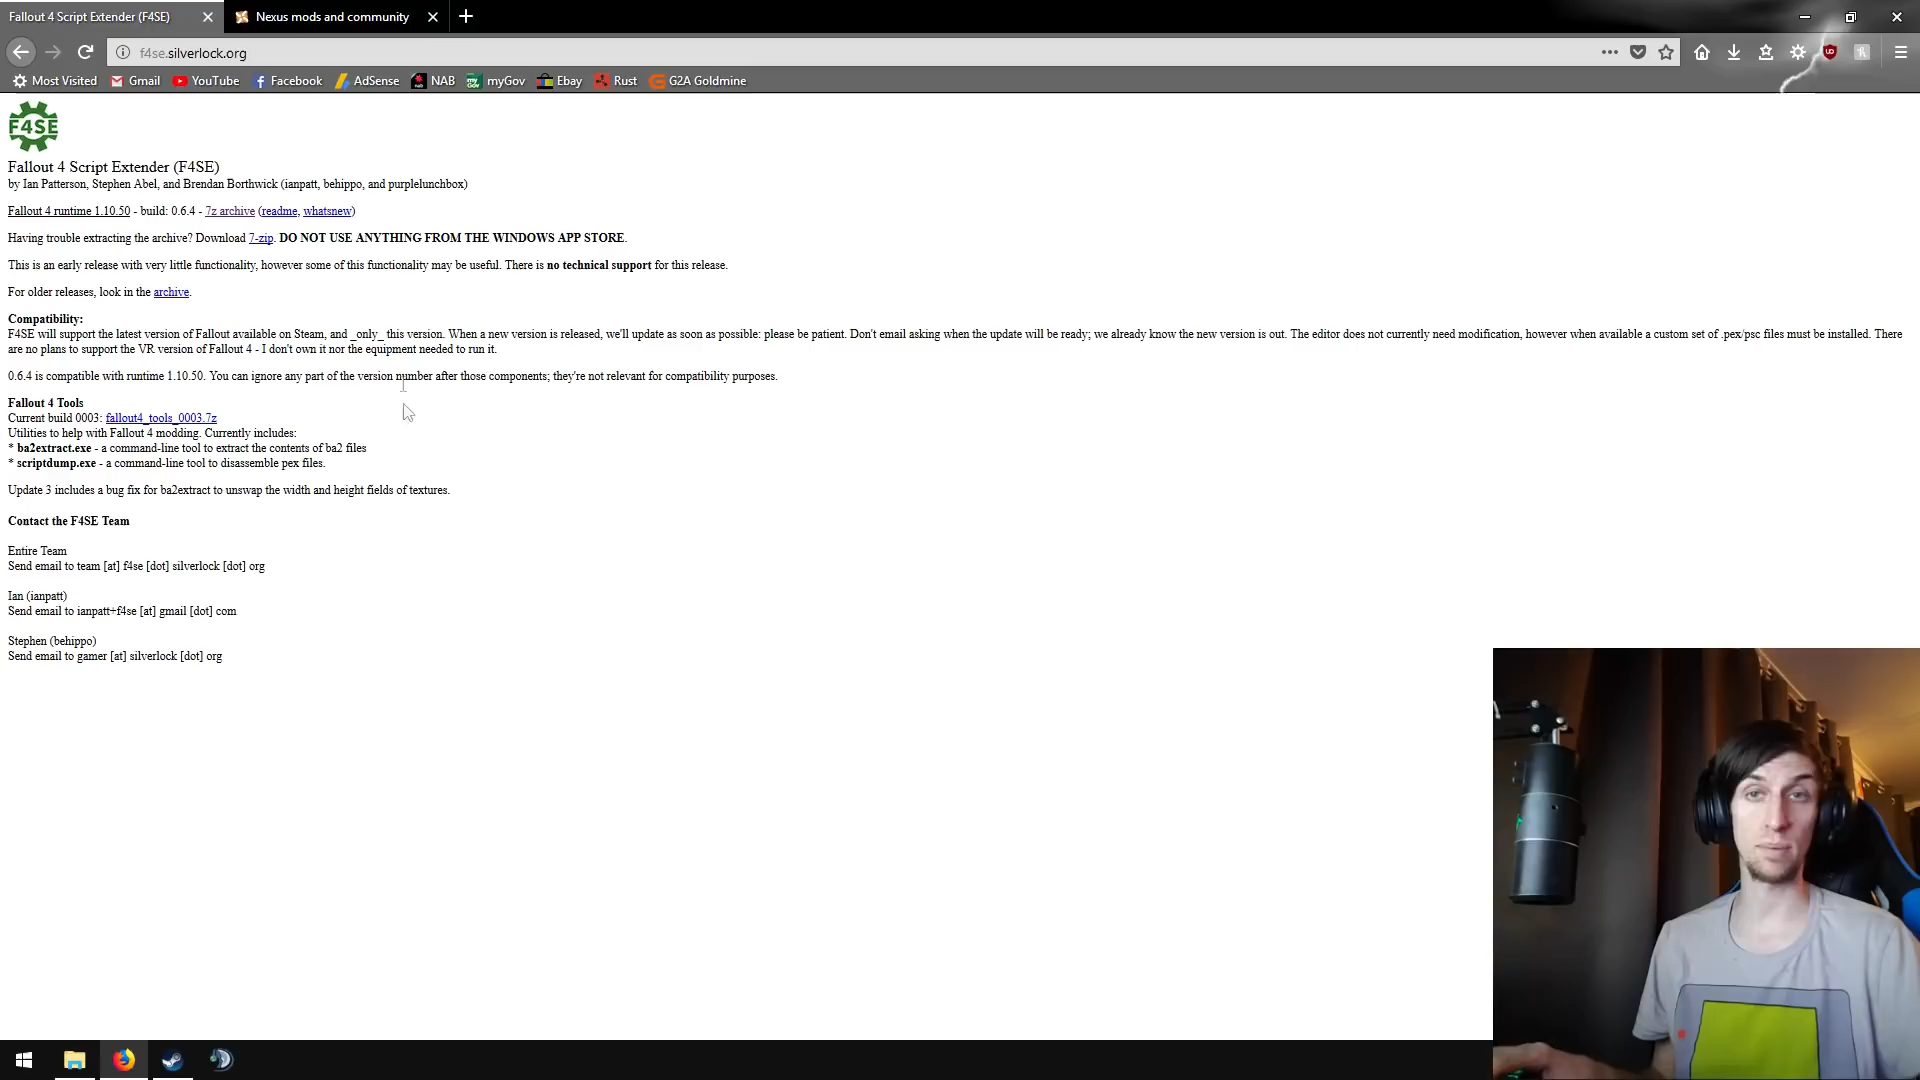 Fallout 4 Script Extender (F4SE)
Nexus mods and community
f4se.silverlock.org
Most Visited
Gmail
YouTube
Facebook
AdSense
NAB
myGov
Ebay
Rust
G2A Goldmine
F4SE
Fallout 4 Script Extender (F4SE)
by Ian Patterson, Stephen Abel, and Brendan Borthwick (ianpatt, behippo, and purplelunchbox)
Fallout 4 runtime 1.10.50 - build: 0.6.4 - 7z archive (readme, whatsnew)
Having trouble extracting the archive? Download 7-zip. DO NOT USE ANYTHING FROM THE WINDOWS APP STORE.
This is an early release with very little functionality, however some of this functionality may be useful. There is no technical support for this release.
For older releases, look in the archive.
Compatibility:
F4SE will support the latest version of Fallout available on Steam, and _only_ this version. When a new version is released, we'll update as soon as possible: please be patient. Don't email asking when the update will be ready; we already know the new version is out. The editor does not currently need modification, however when available a custom set of .pex/psc files must be installed. There
are no plans to support the VR version of Fallout 4 - I don't own it nor the equipment needed to run it.
0.6.4 is compatible with runtime 1.10.50. You can ignore any part of the version number after those components; they're not relevant for compatibility purposes.
Fallout 4 Tools
Current build 0003: fallout4_tools_0003.7z
Utilities to help with Fallout 4 modding. Currently includes:
* ba2extract.exe - a command-line tool to extract the contents of ba2 files
* scriptdump.exe - a command-line tool to disassemble pex files.
Update 3 includes a bug fix for ba2extract to unswap the width and height fields of textures.
Contact the F4SE Team
Entire Team
Send email to team [at] f4se [dot] silverlock [dot] org
Ian (ianpatt)
Send email to ianpatt+f4se [at] gmail [dot] com
Stephen (behippo)
Send email to gamer [at] silverlock [dot] org